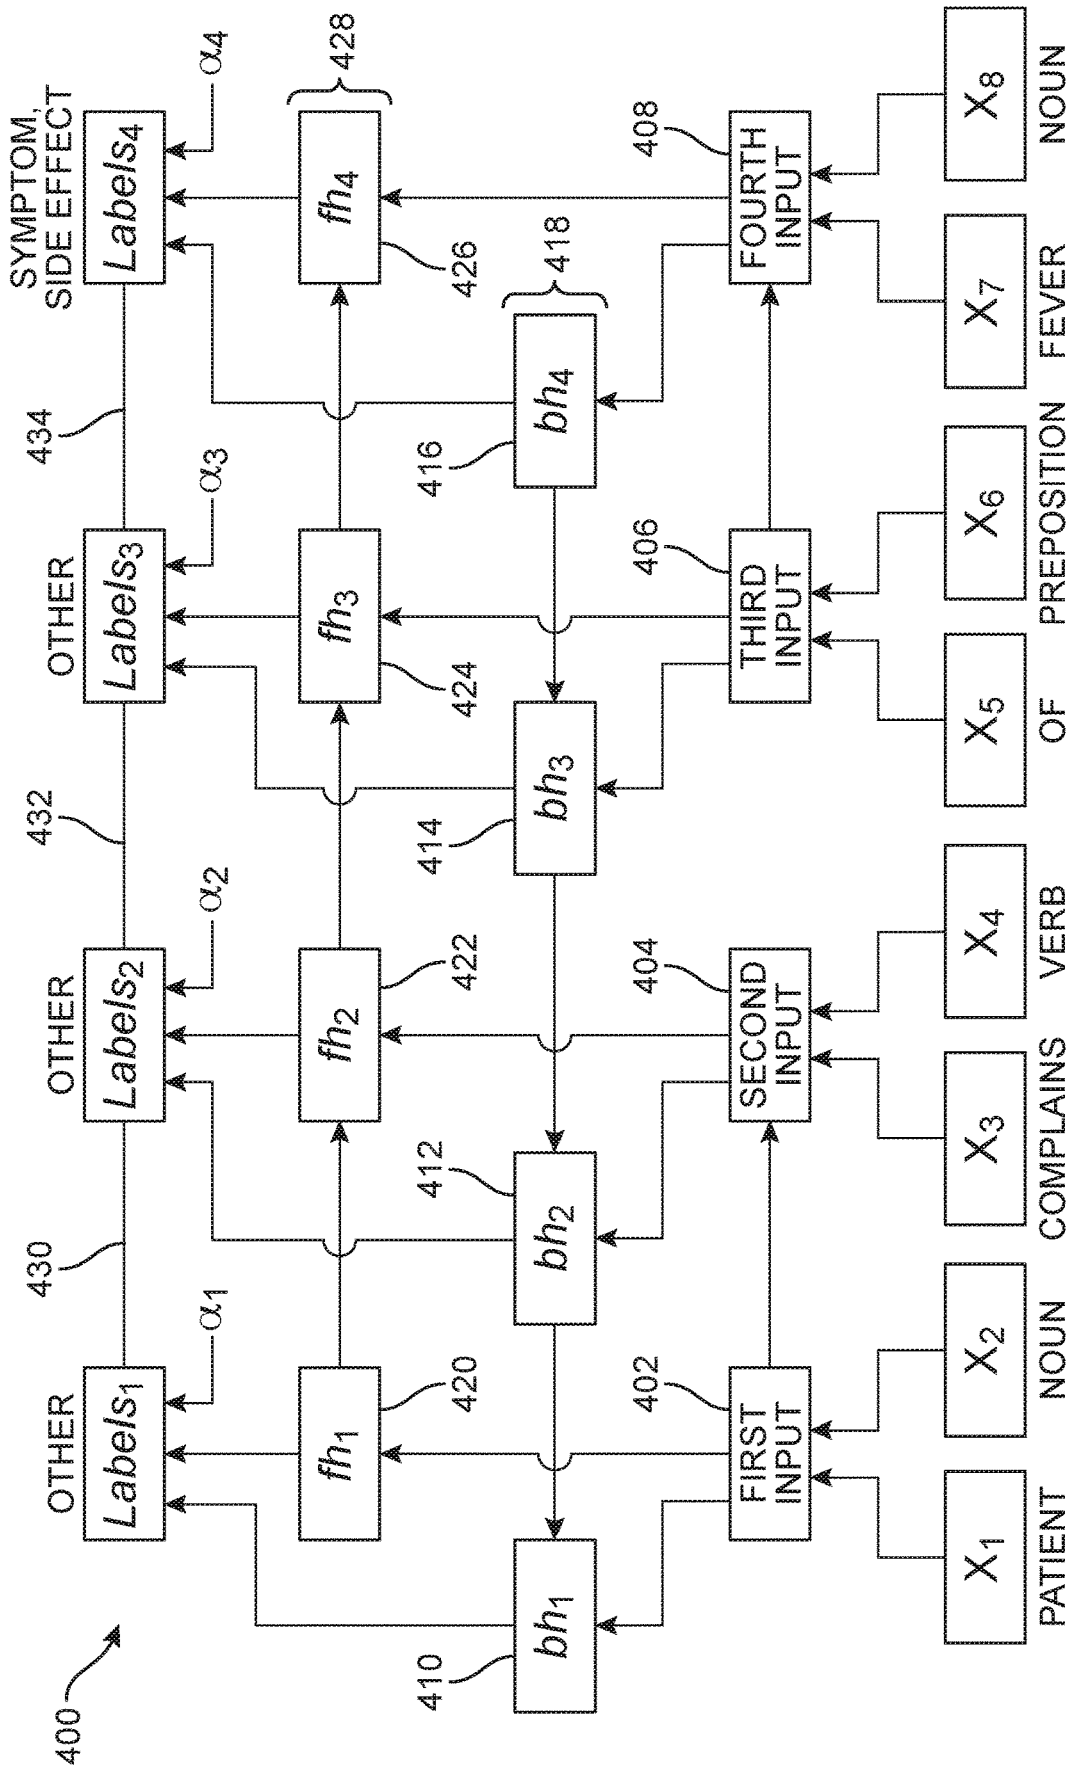 400
OTHER
OTHER
OTHER
SYMPTOM,
SIDE EFFECT
Labels1
α1
430
Labels2
α2
432
Labels3
α3
434
Labels4
α4
fh1
420
fh2
422
fh3
424
fh4
426
428
410
bh1
412
bh2
414
bh3
416
bh4
418
FIRST
INPUT
402
SECOND
INPUT
404
THIRD
INPUT
406
FOURTH
INPUT
408
X1
X2
X3
X4
X5
X6
X7
X8
PATIENT
NOUN
COMPLAINS
VERB
OF
PREPOSITION
FEVER
NOUN